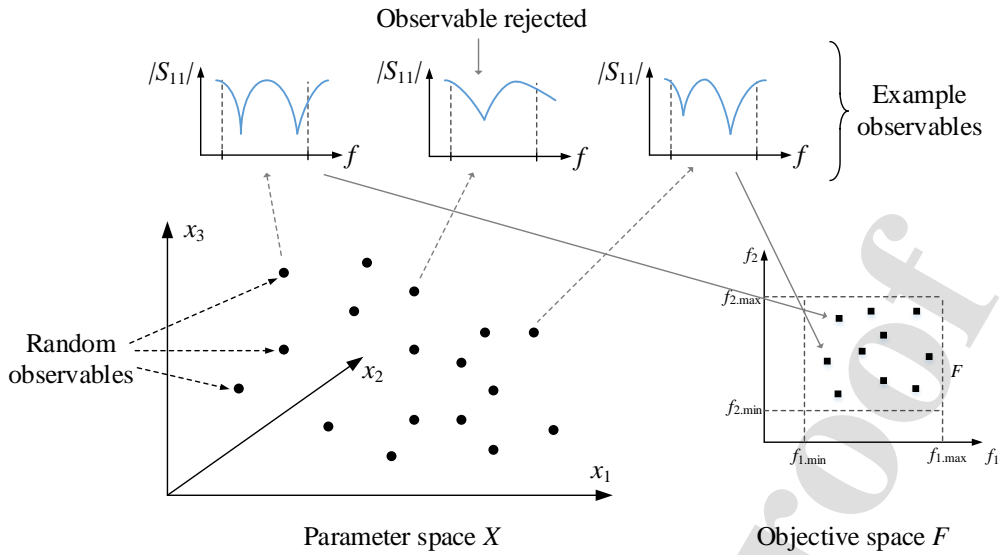 Observable rejected
|S11|
f
|S11|
f
|S11|
f
Example
observables
x3
Random
observables
x2
x1
Parameter space X
f2
f2.max
F
f2.min
f1.min
f1.max
f1
Objective space F
roof